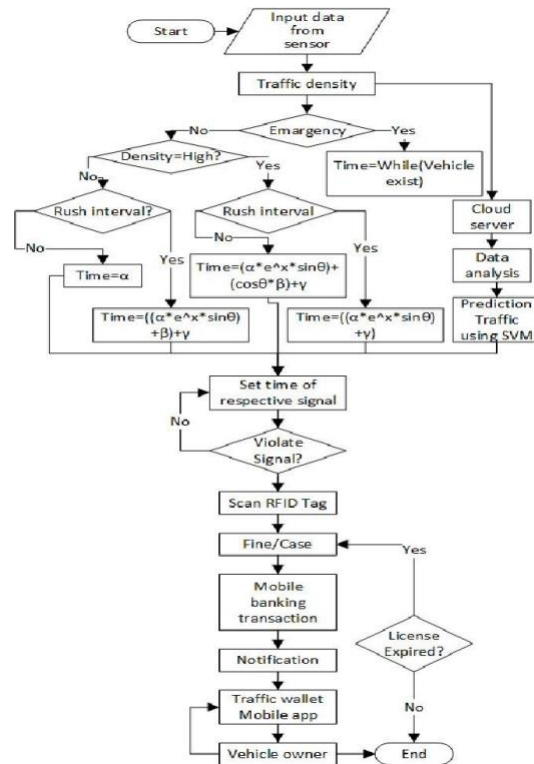 Start
Input data
from
sensor
Traffic density
Emargency
No
Yes
Density=High?
Time=While(Vehicle
exist)
No
Yes
Rush interval?
Rush interval
Cloud
server
No
Time=α
Yes
No
Time=(α*e^x*sinθ)+
(cosθ*β)+γ
Yes
Data
analysis
Time=((α*e^x*sinθ)
+β)+γ
Time=((α*e^x*sinθ)
+γ)
Prediction
Traffic
using SVM
Set time of
respective signal
No
Violate
Signal?
Scan RFID Tag
Fine/Case
Yes
Mobile
banking
transaction
License
Expired?
Notification
No
Traffic wallet
Mobile app
Vehicle owner
End